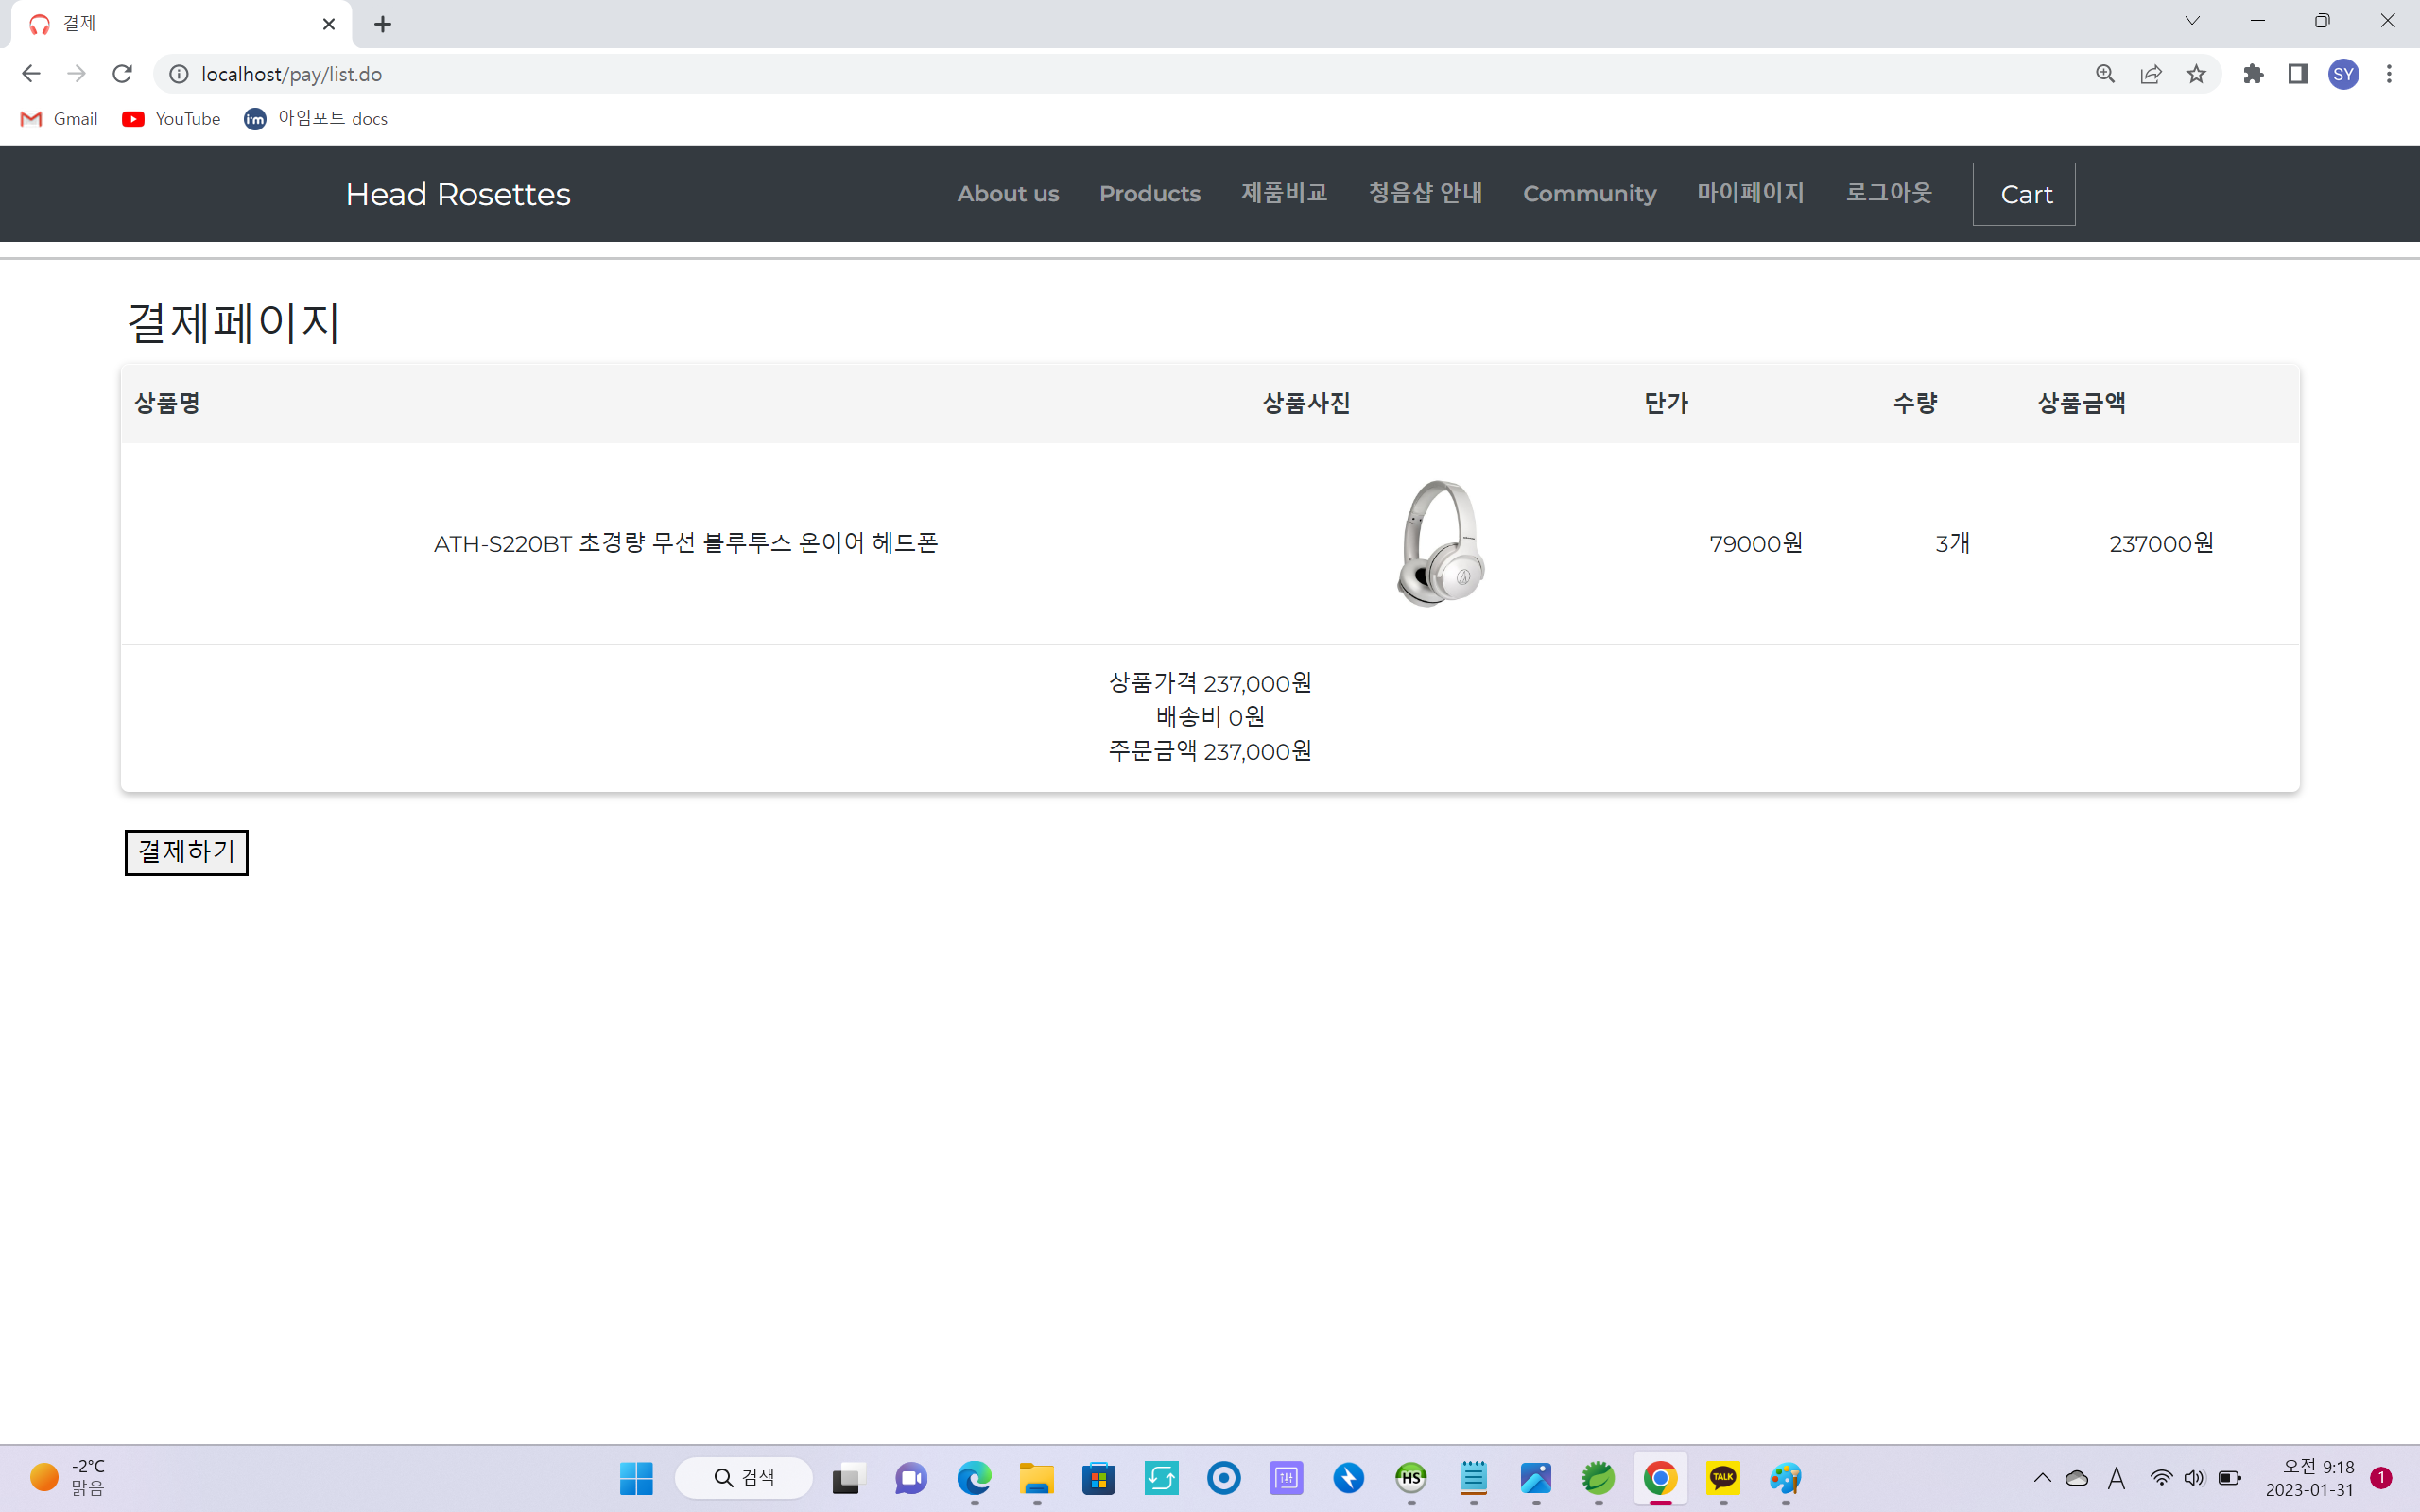 결제
localhost/pay/list.do
SY
Gmail YouTube 아임포트 docs
Head Rosettes About us Products 제품비교 청음샵 안내 Community 마이페이지 로그아웃 Cart
결제페이지
상품명 상품사진 단가 수량 상품금액
ATH-S220BT 초경량 무선 블루투스 온이어 헤드폰 79000원 3개 237000원
상품가격 237,000원
배송비 0원
주문금액 237,000원
결제하기
-2°C
맑음
검색
HS
TALK
A
오전 9:18
2023-01-31
1